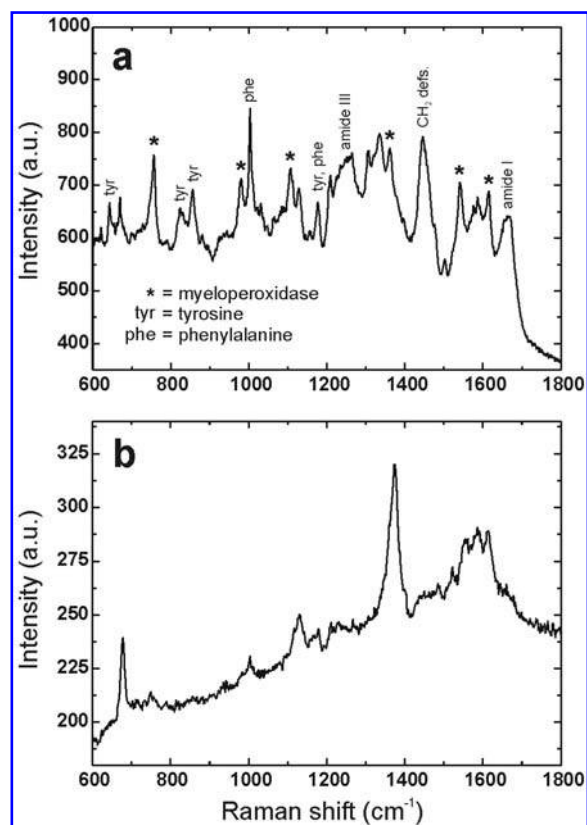 a
Intensity (a.u.)
1000
900
800
700
600
500
400
tyr
*
tyr
tyr
*
phe
*
tyr, phe
amide III
*
CH₂ defs.
*
*
amide I
* = myeloperoxidase
tyr = tyrosine
phe = phenylalanine
600 800 1000 1200 1400 1600 1800
b
Intensity (a.u.)
325
300
275
250
225
200
600 800 1000 1200 1400 1600 1800
Raman shift (cm⁻¹)